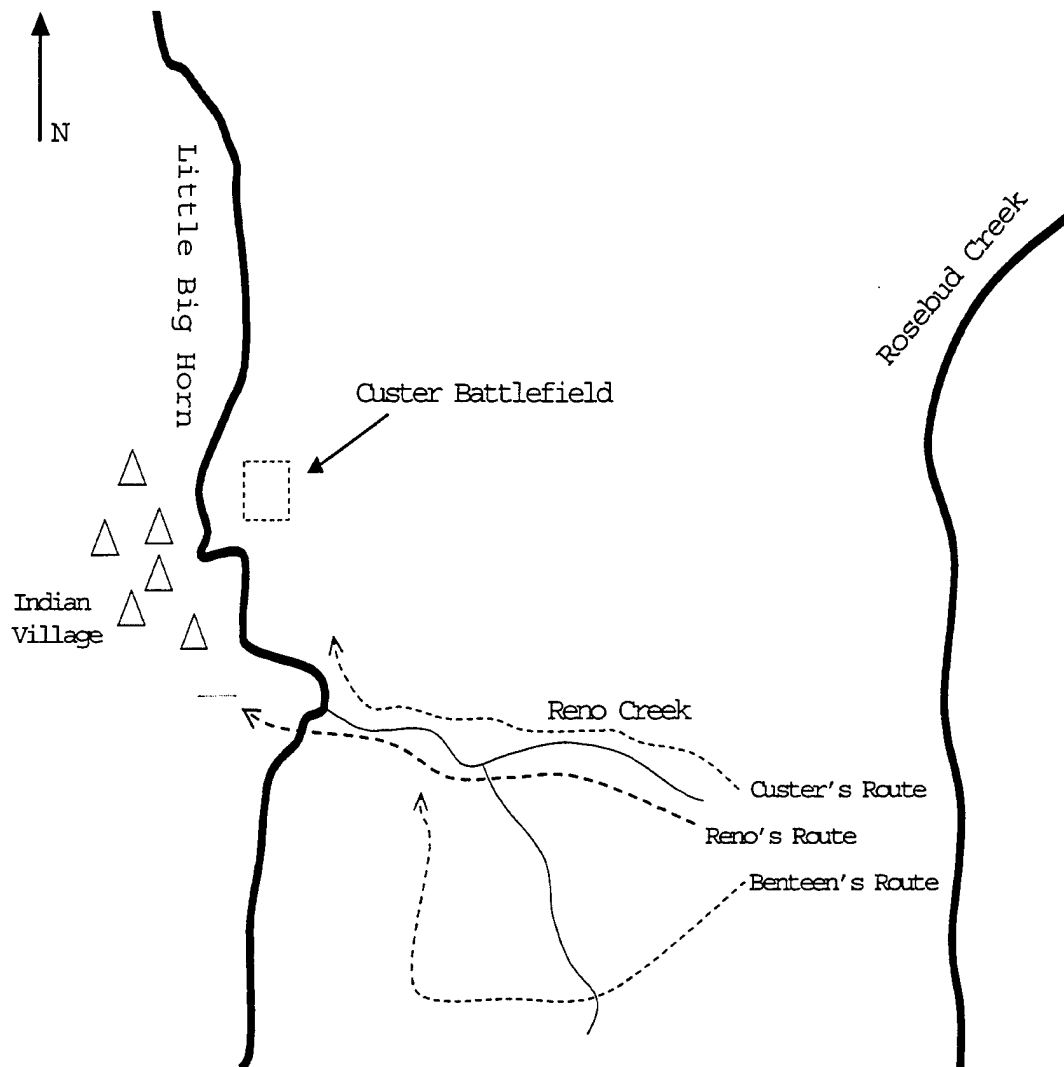 N
Little Big Horn
Rosebud Creek
Custer Battlefield
Indian
Village
Reno Creek
Custer's Route
Reno's Route
Benteen's Route